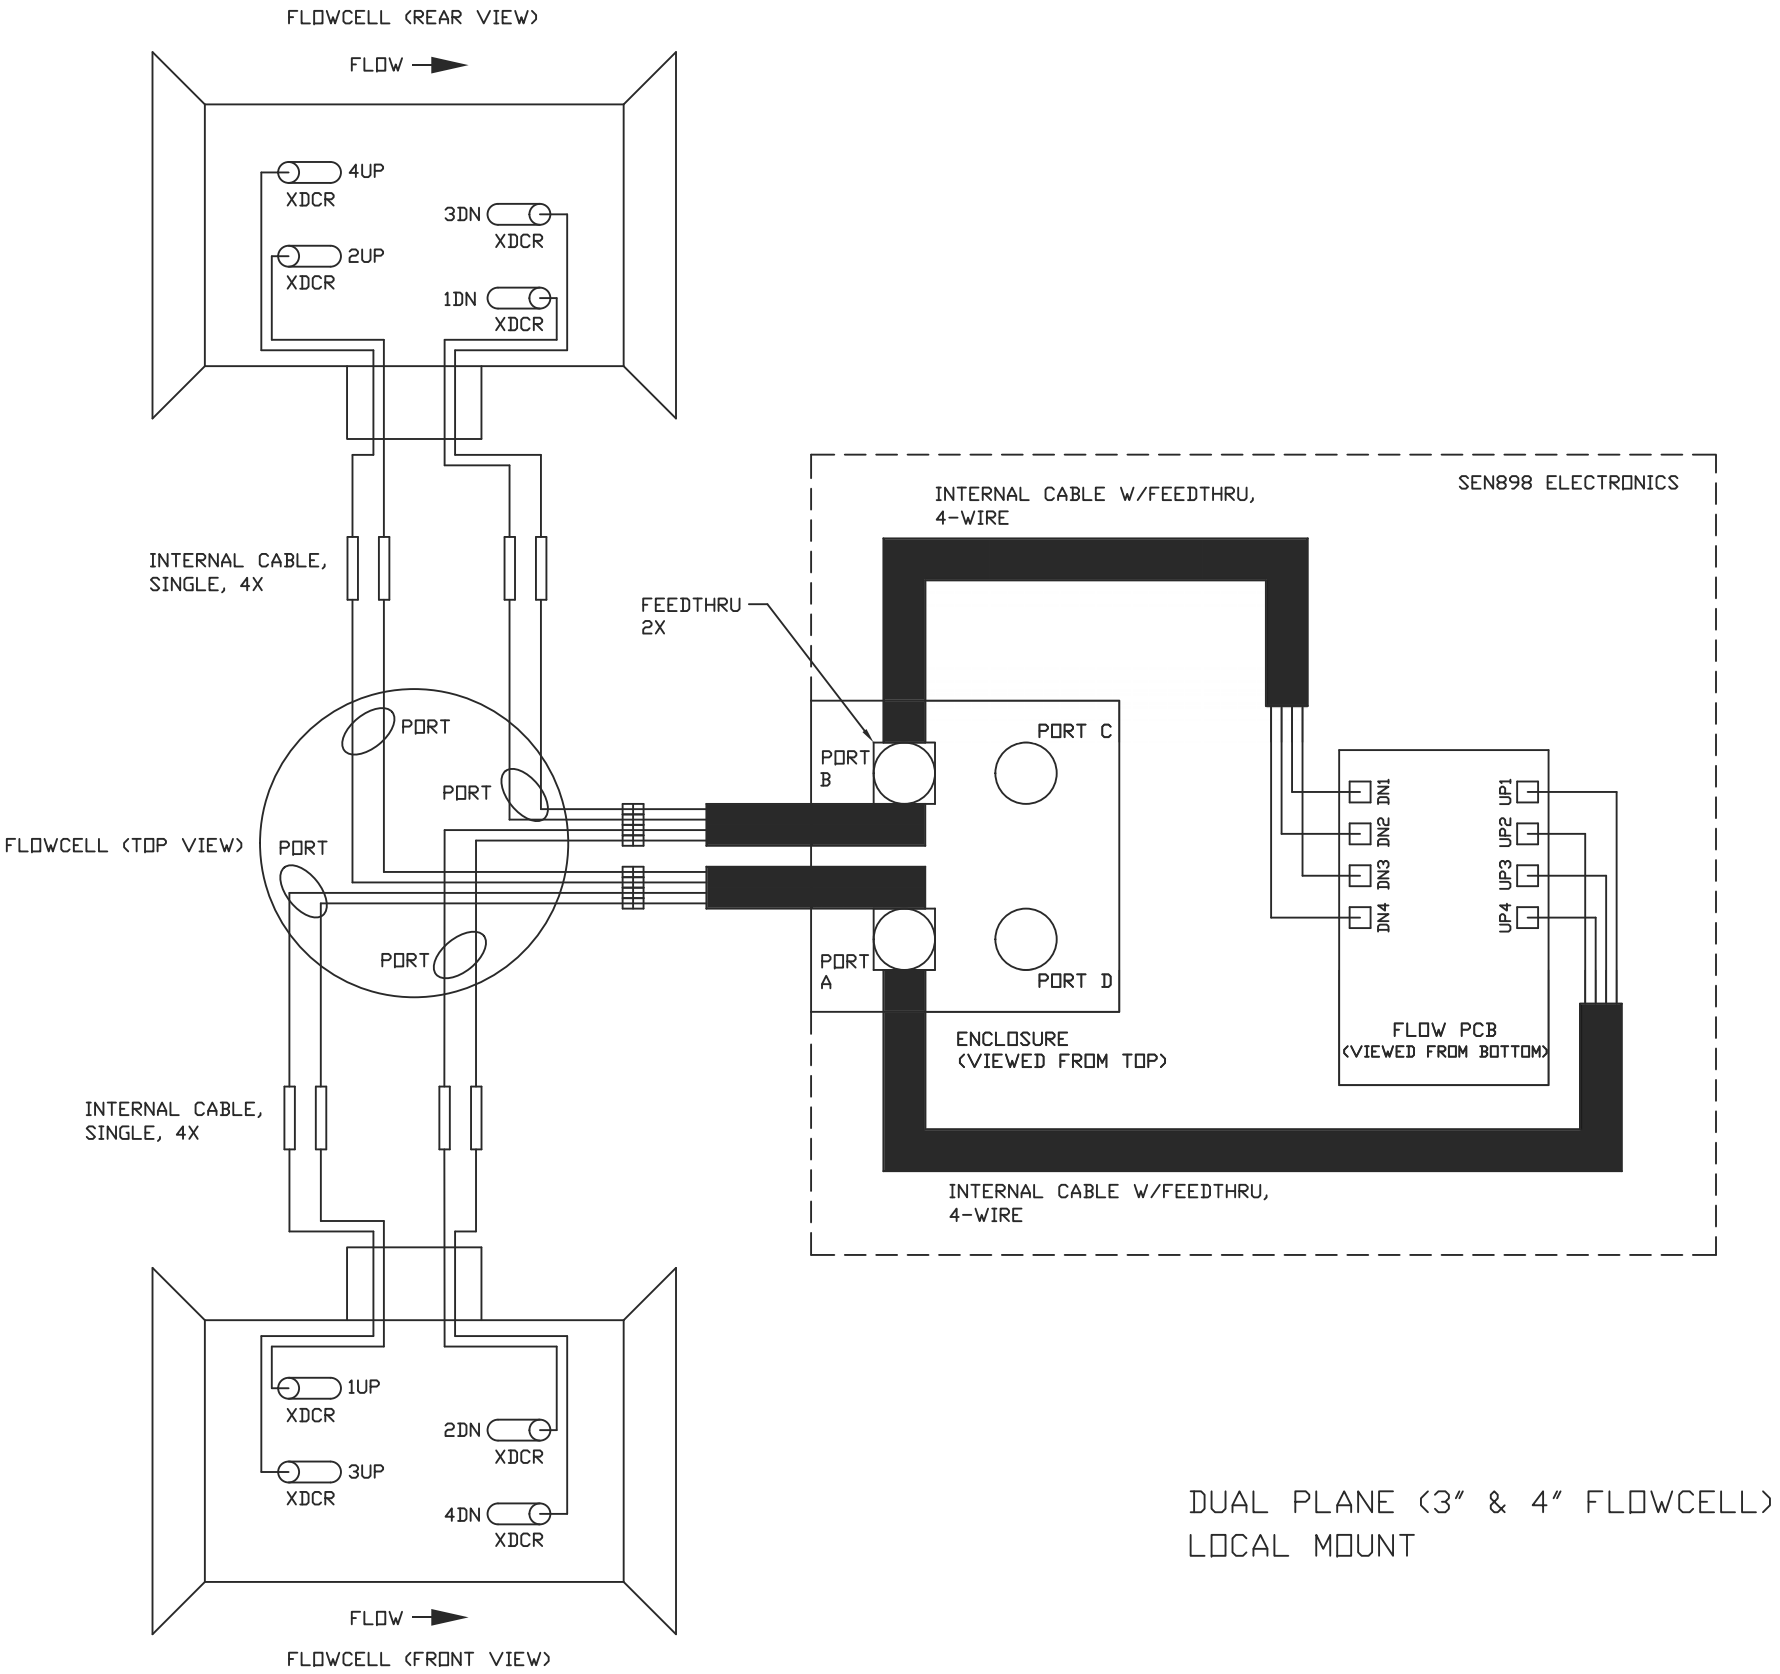 FLOWCELL (REAR VIEW)
FLOW
4UP
XDCR
3DN
XDCR
2UP
XDCR
1DN
XDCR
SEN898 ELECTRONICS
INTERNAL CABLE W/FEEDTHRU,
4-WIRE
INTERNAL CABLE,
SINGLE, 4X
FEEDTHRU
2X
PORT
PORT
PORT
PORT
FLOWCELL (TOP VIEW)
PORT
B
PORT C
PORT
A
PORT D
ENCLOSURE
(VIEWED FROM TOP)
DN1
DN2
DN3
DN4
UP1
UP2
UP3
UP4
FLOW PCB
(VIEWED FROM BOTTOM)
INTERNAL CABLE,
SINGLE, 4X
INTERNAL CABLE W/FEEDTHRU,
4-WIRE
1UP
XDCR
2DN
XDCR
3UP
XDCR
4DN
XDCR
FLOW
FLOWCELL (FRONT VIEW)
DUAL PLANE (3" & 4" FLOWCELL)
LOCAL MOUNT